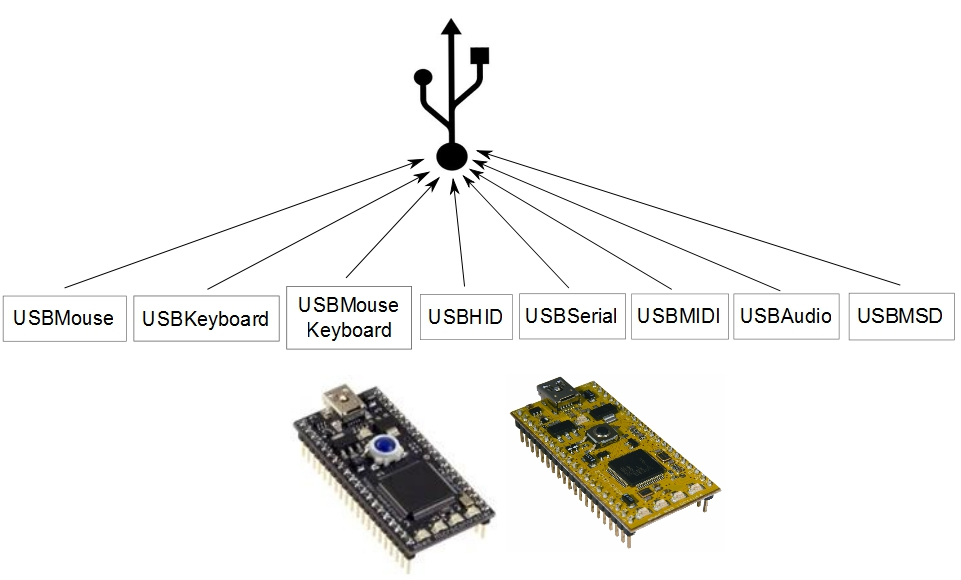 USBMouse
USBKeyboard
USBMouse
Keyboard
USBHID
USBSerial
USBMIDI
USBAudio
USBMSD